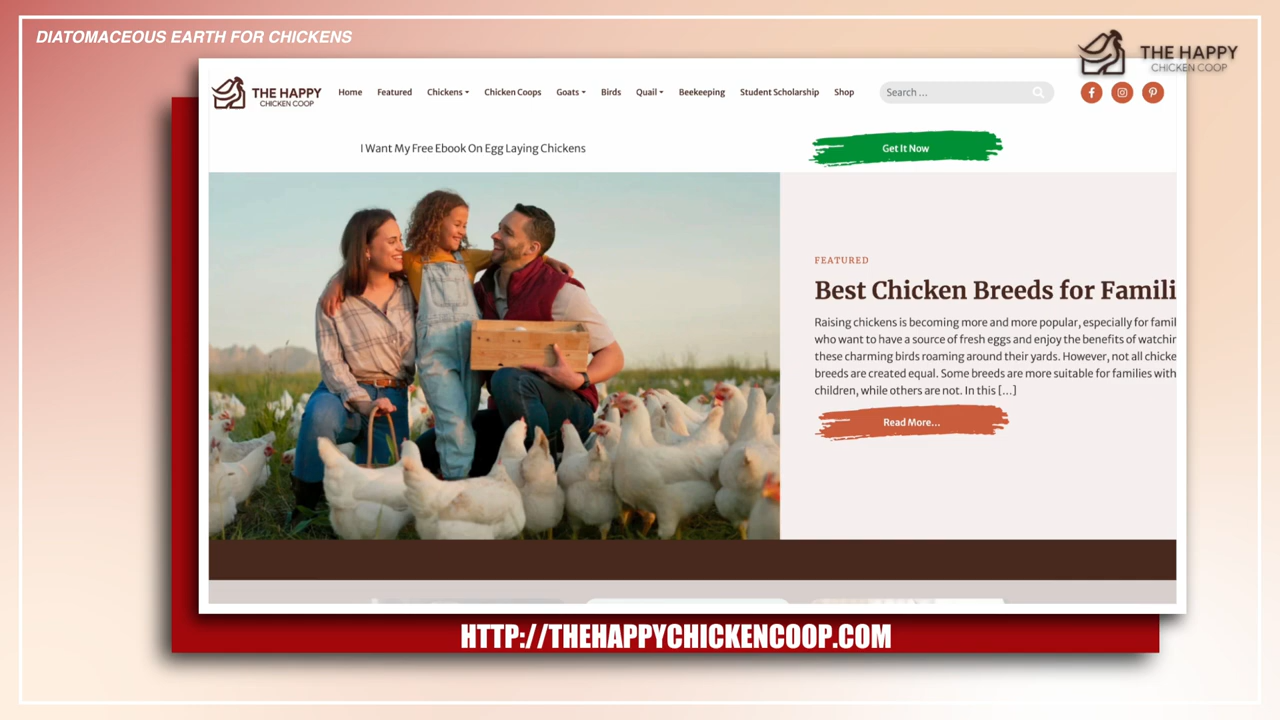 DIATOMACEOUS EARTH FOR CHICKENS
THE HAPPY
CHICKEN COOP
THE HAPPY
CHICKEN COOP
Home Featured Chickens Chicken Coops Goats Birds Quail Beekeeping Student Scholarship Shop
Search ...
I Want My Free Ebook On Egg Laying Chickens
Get It Now
FEATURED
Best Chicken Breeds for Famili
Raising chickens is becoming more and more popular, especially for famil
who want to have a source of fresh eggs and enjoy the benefits of watchin
these charming birds roaming around their yards. However, not all chicke
breeds are created equal. Some breeds are more suitable for families with
children, while others are not. In this [...]
Read More...
HTTP://THEHAPPYCHICKENCOOP.COM